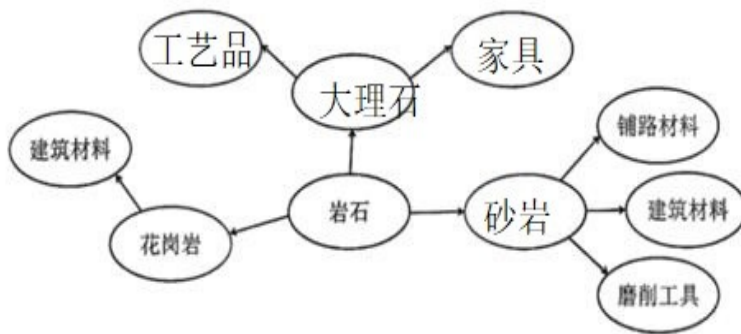 工艺品
家具
大理石
铺路材料
建筑材料
岩石
砂岩
建筑材料
花岗岩
磨削工具